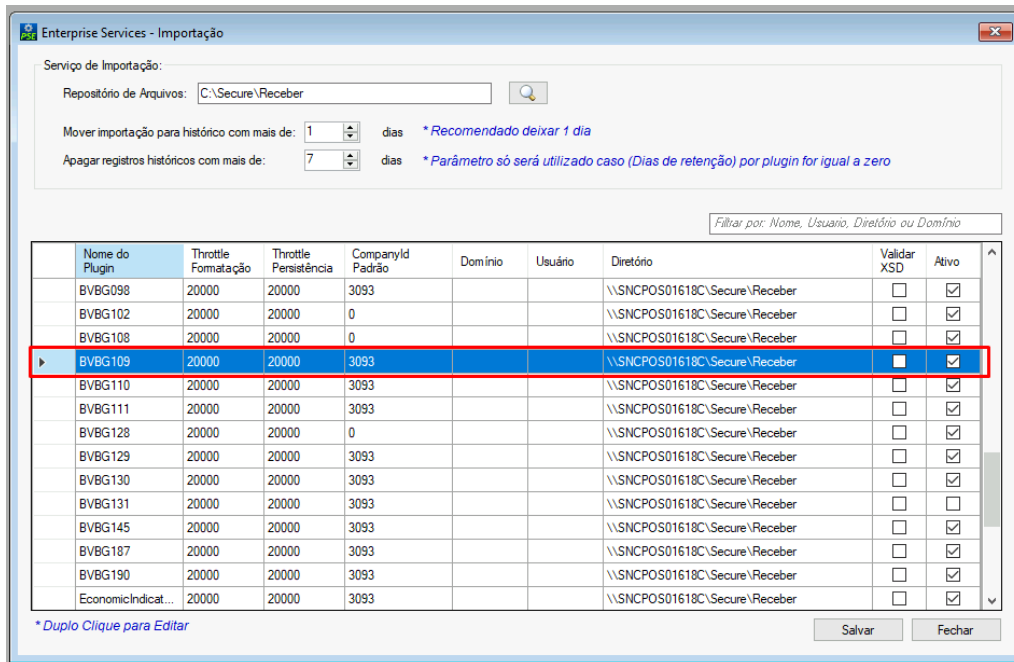 PSE Enterprise Services - Importação
Serviço de Importação:
Repositório de Arquivos: C:\Secure\Receber
Mover importação para histórico com mais de: 1 dias * Recomendado deixar 1 dia
Apagar registros históricos com mais de: 7 dias * Parâmetro só será utilizado caso (Dias de retenção) por plugin for igual a zero
Filtrar por: Nome, Usuario, Diretório ou Domínio
Nome do Plugin Throttle Formatação Throttle Persistência CompanyId Padrão Domínio Usuário Diretório Validar XSD Ativo
BVBG098 20000 20000 3093 \\SNCPOS01618C\Secure\Receber
BVBG102 20000 20000 0 \\SNCPOS01618C\Secure\Receber
BVBG108 20000 20000 0 \\SNCPOS01618C\Secure\Receber
BVBG109 20000 20000 3093 \\SNCPOS01618C\Secure\Receber
BVBG110 20000 20000 3093 \\SNCPOS01618C\Secure\Receber
BVBG111 20000 20000 3093 \\SNCPOS01618C\Secure\Receber
BVBG128 20000 20000 0 \\SNCPOS01618C\Secure\Receber
BVBG129 20000 20000 3093 \\SNCPOS01618C\Secure\Receber
BVBG130 20000 20000 3093 \\SNCPOS01618C\Secure\Receber
BVBG131 20000 20000 3093 \\SNCPOS01618C\Secure\Receber
BVBG145 20000 20000 3093 \\SNCPOS01618C\Secure\Receber
BVBG187 20000 20000 3093 \\SNCPOS01618C\Secure\Receber
BVBG190 20000 20000 3093 \\SNCPOS01618C\Secure\Receber
EconomicIndicat... 20000 20000 3093 \\SNCPOS01618C\Secure\Receber
* Duplo Clique para Editar
Salvar Fechar